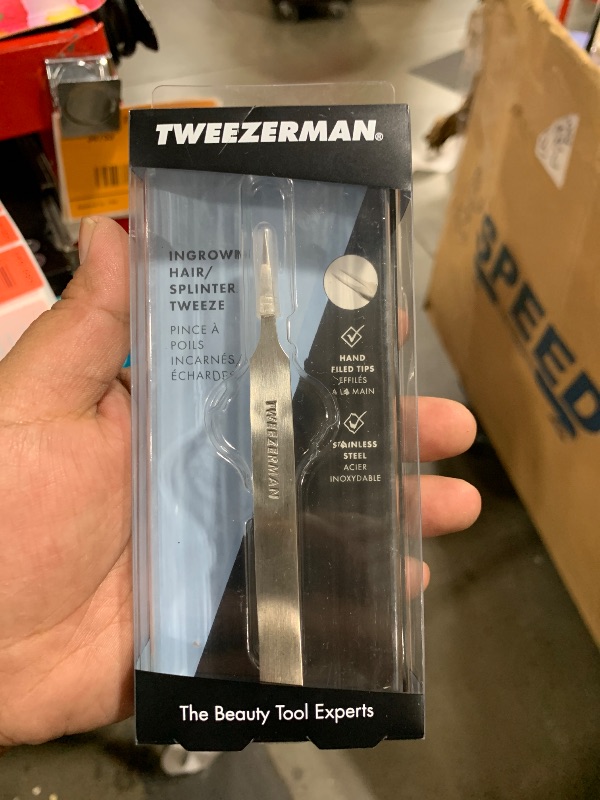 TWEEZERMAN®
INGROWN
HAIR/
SPLINTER
TWEEZE
PINCE À
POILS
INCARNÉS/
ÉCHARDES
HAND
FILED TIPS
EFFILÉS
À LA MAIN
STAINLESS
STEEL
ACIER
INOXYDABLE
TWEEZERMAN
The Beauty Tool Experts
SPEED